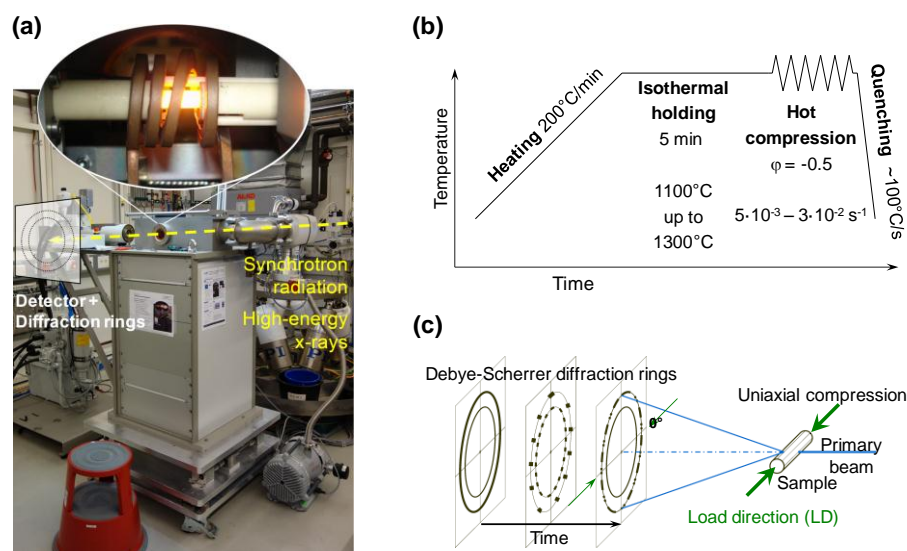 (a)
Detector +
Diffraction rings
Synchrotron
radiation
High-energy
x-rays
(b)
Temperature
Time
Heating 200°C/min
Isothermal
holding
5 min
1100°C
up to
1300°C
Hot
compression
φ = -0.5
5·10⁻³ – 3·10⁻² s⁻¹
Quenching ~100°C/s
(c)
Debye-Scherrer diffraction rings
Uniaxial compression
Primary
beam
Sample
Load direction (LD)
Time